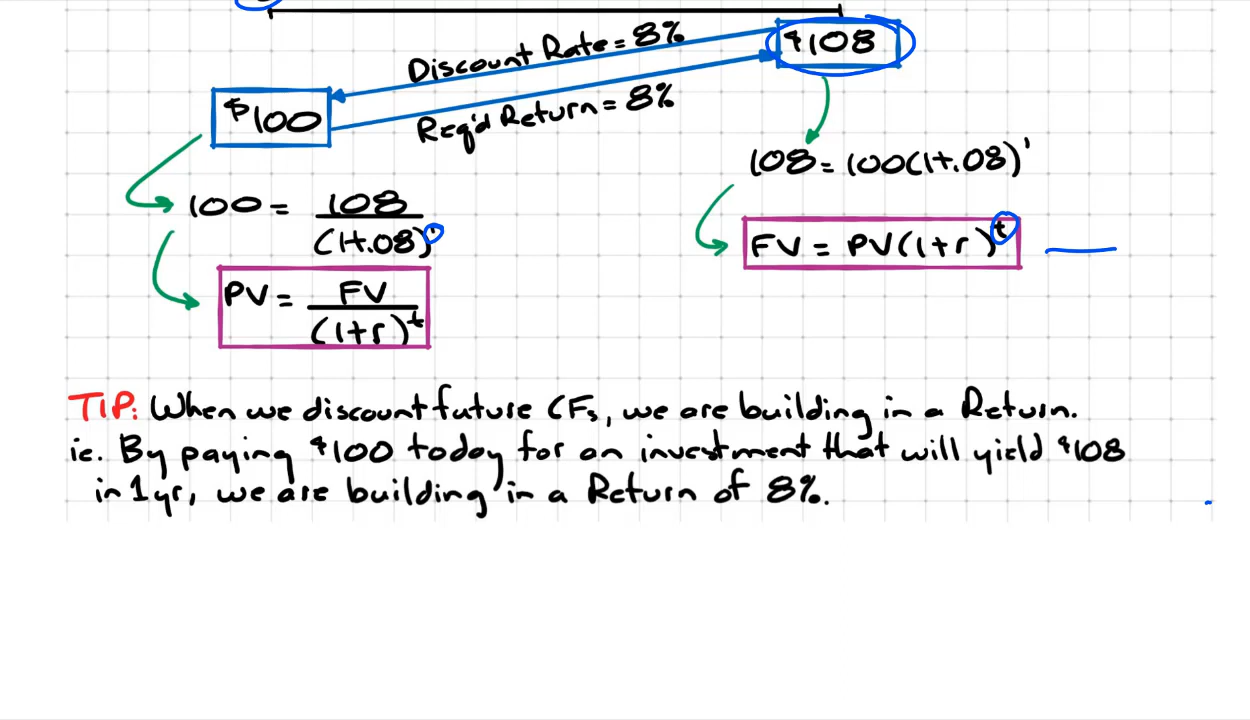 Discount Rate = 8%
$108
$100
Req'd Return = 8%
108 = 100(1+.08)¹
100 = 108 / (1+.08)¹
FV = PV(1+r)^t
PV = FV / (1+r)^t
TIP: When we discount future CFs, we are building in a Return.
ie. By paying $100 today for an investment that will yield $108
in 1yr, we are building in a Return of 8%.